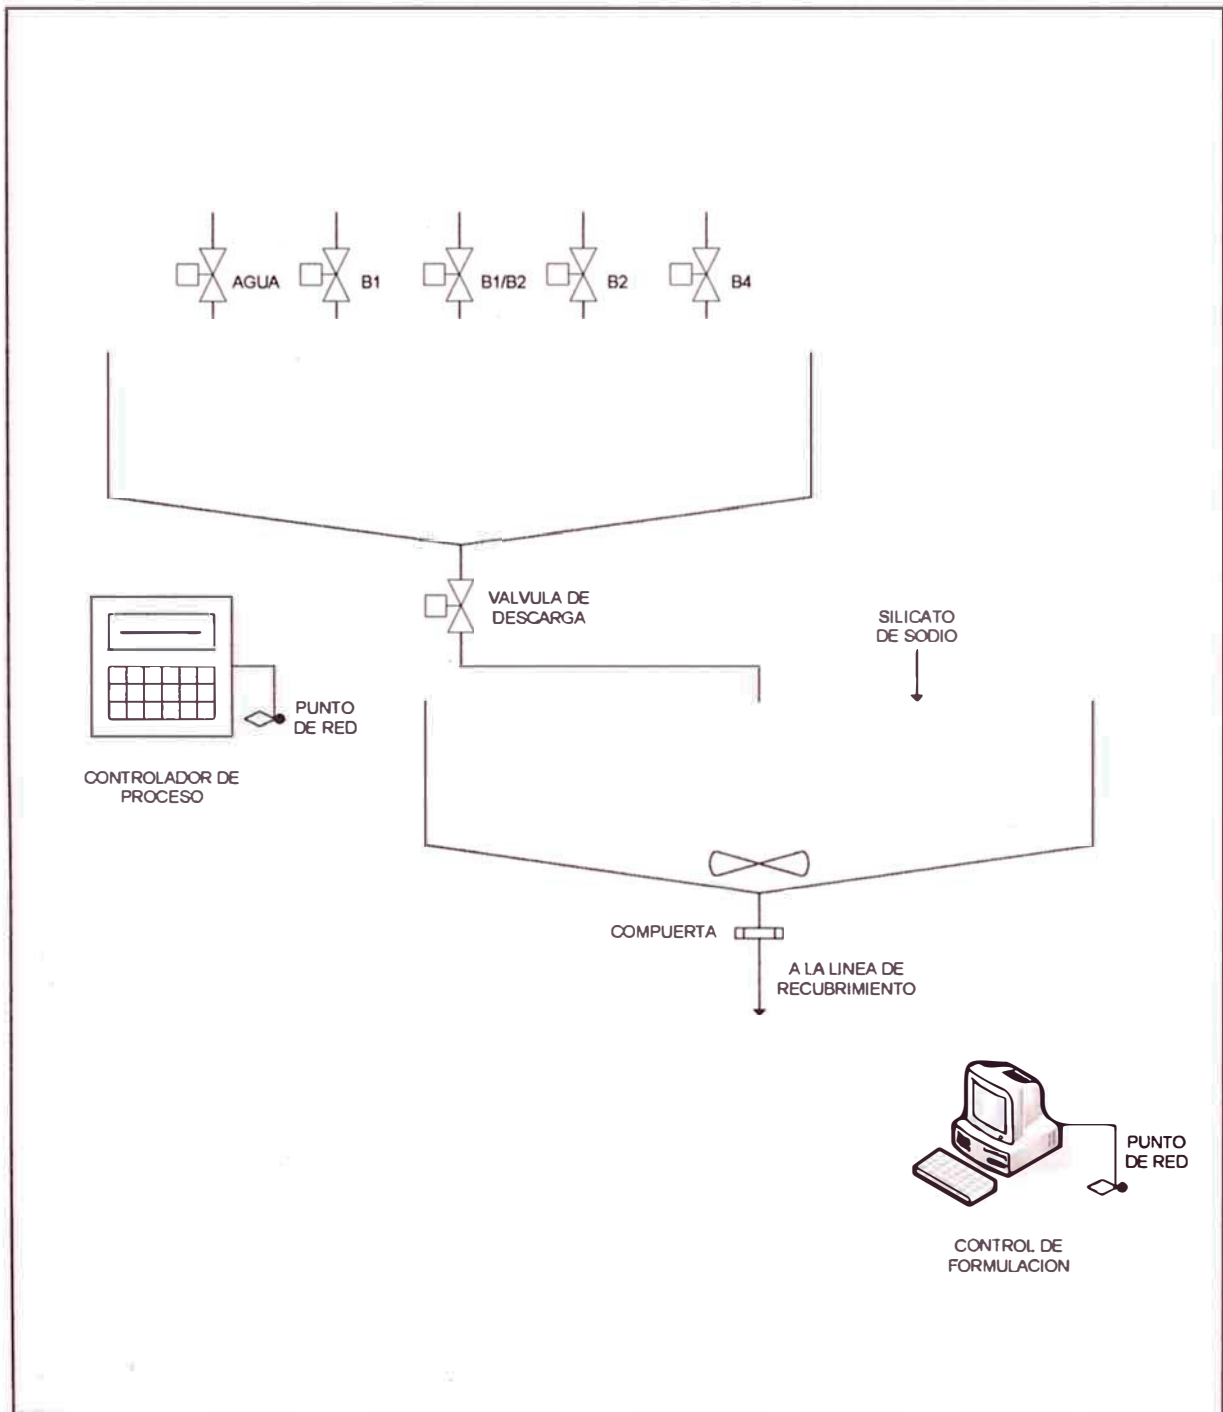 AGUA
B1
B1/B2
B2
B4
VALVULA DE
DESCARGA
SILICATO
DE SODIO
PUNTO
DE RED
CONTROLADOR DE
PROCESO
COMPUERTA
A LA LINEA DE
RECUBRIMIENTO
PUNTO
DE RED
CONTROL DE
FORMULACION